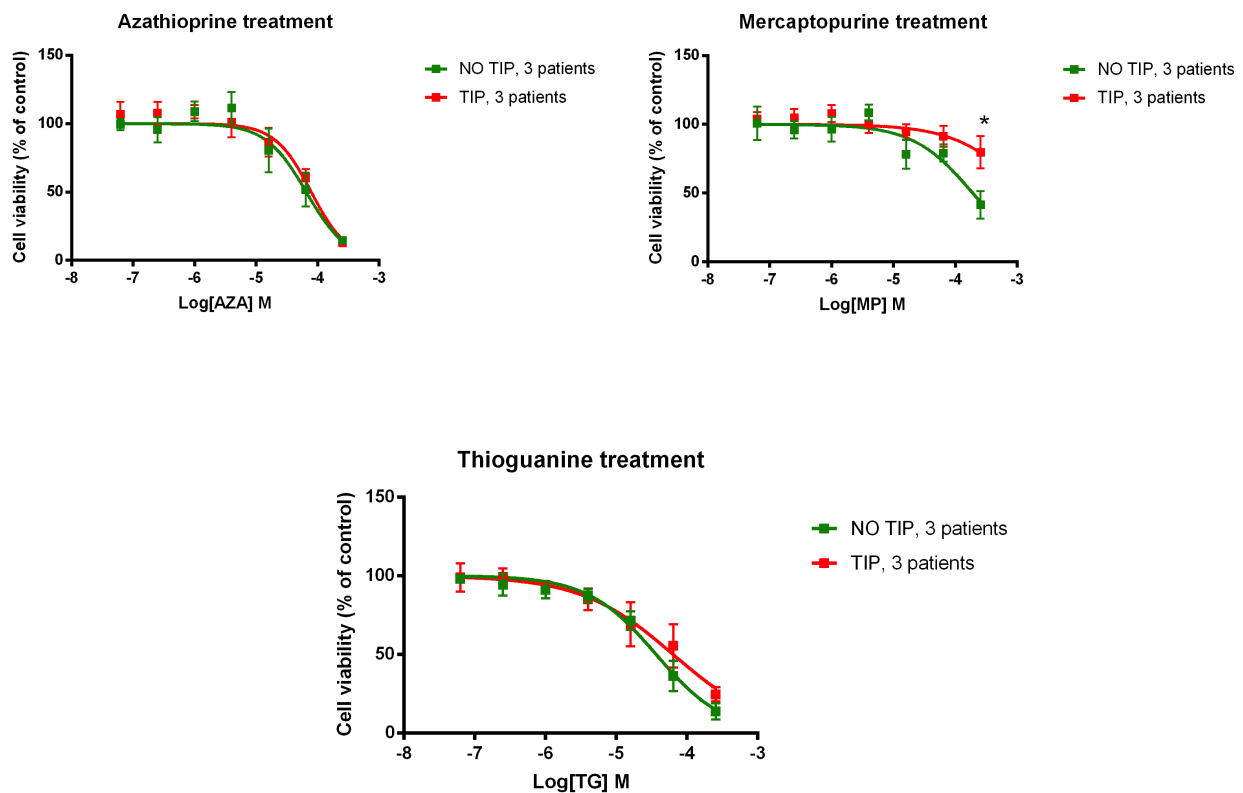 Azathioprine treatment
Cell viability (% of control)
150
100
50
0
-8 -7 -6 -5 -4 -3
Log[AZA] M
NO TIP, 3 patients
TIP, 3 patients
Mercaptopurine treatment
Cell viability (% of control)
150
100
50
0
*
-8 -7 -6 -5 -4 -3
Log[MP] M
NO TIP, 3 patients
TIP, 3 patients
Thioguanine treatment
Cell viability (% of control)
150
100
50
0
-8 -7 -6 -5 -4 -3
Log[TG] M
NO TIP, 3 patients
TIP, 3 patients